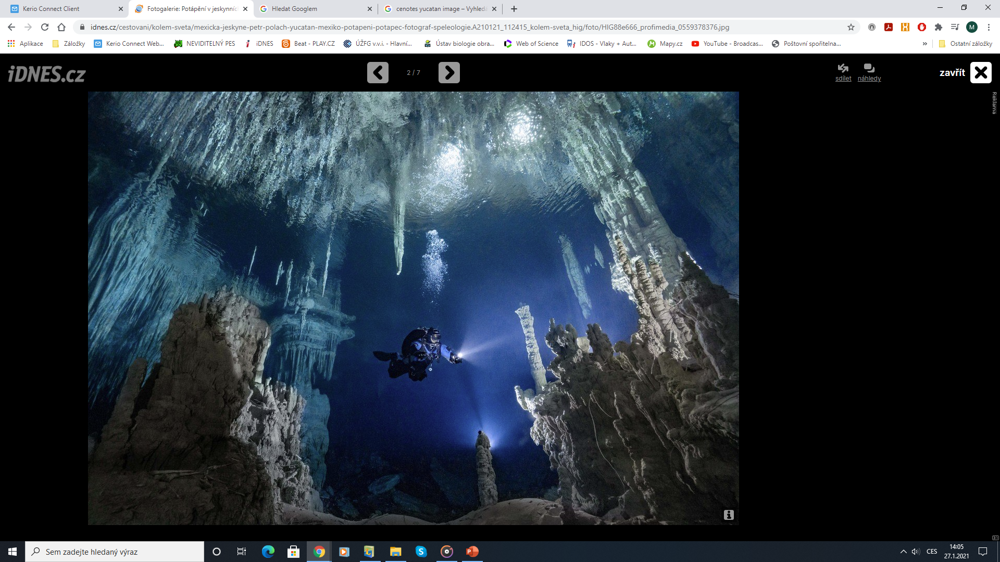 Kerio Connect Client
Fotogalerie: Potápění v jeskynních
Hledat Googlem
cenotes yucatan image – Vyhledá
idnes.cz/cestovani/kolem-sveta/mexicka-jeskyne-petr-polach-yucatan-mexiko-potapeni-potapec-fotograf-speleologie.A210121_112415_kolem-sveta_hig/foto/HIG88e666_profimedia_0559378376.jpg
M
Aplikace Záložky Kerio Connect Web... NEVIDITELNÝ PES iDNES Beat - PLAY.CZ ÚŽFG v.v.i. - Hlavní... Ústav biologie obra... Web of Science IDOS - Vlaky + Aut... Mapy.cz YouTube - Broadcas... Poštovní spořitelna... » Ostatní záložky
iDNES.cz
2 / 7
sdílet náhledy
zavřít
Reklama
31
Sem zadejte hledaný výraz
CES
14:05
27.1.2021